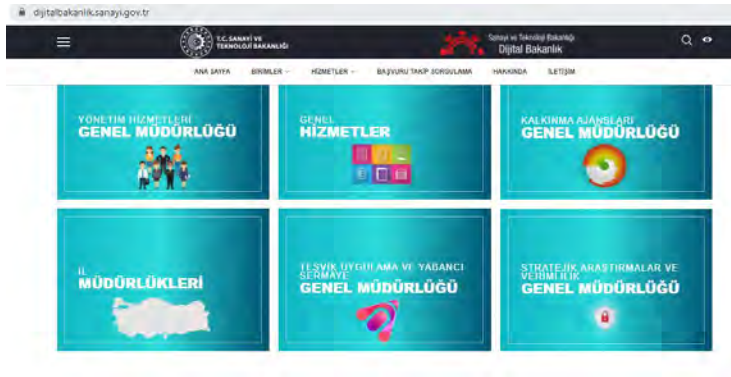 dijitalbakanlik.sanayi.gov.tr
T.C. SANAYİ VE
TEKNOLOJİ BAKANLIĞI
Sanayi ve Teknoloji Bakanlığı
Dijital Bakanlık
ANA SAYFA BİRİMLER HİZMETLER BAŞVURU TAKİP SORGULAMA HAKKINDA İLETİŞİM
YÖNETİM HİZMETLERİ
GENEL MÜDÜRLÜĞÜ
GENEL
HİZMETLER
KALKINMA AJANSLARI
GENEL MÜDÜRLÜĞÜ
İL
MÜDÜRLÜKLERİ
TEŞVİK UYGULAMA VE YABANCI
SERMAYE
GENEL MÜDÜRLÜĞÜ
STRATEJİK ARAŞTIRMALAR VE
VERİMLİLİK
GENEL MÜDÜRLÜĞÜ